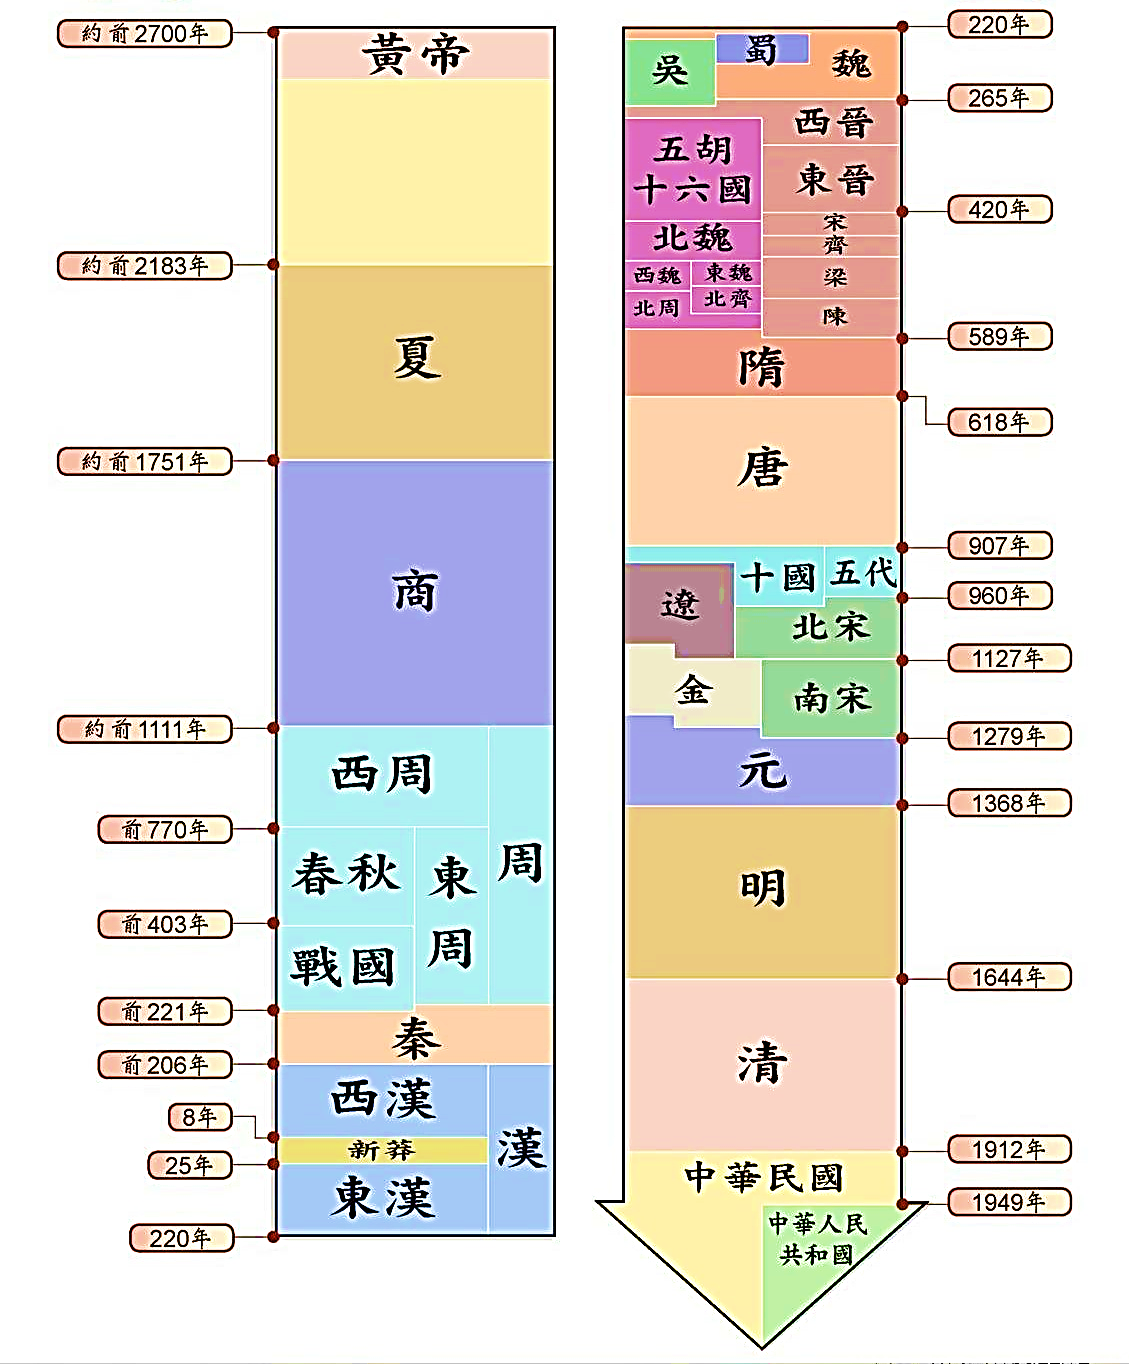 約前2700年
黃帝
約前2183年
夏
約前1751年
商
約前1111年
西周
周
前770年
春秋
東
周
前403年
戰國
前221年
秦
前206年
西漢
漢
8年
新莽
25年
東漢
220年
220年
吳
蜀
魏
265年
西晉
五胡
十六國
東晉
420年
宋
北魏
齊
西魏
東魏
梁
北周
北齊
陳
589年
隋
618年
唐
907年
十國
五代
遼
960年
北宋
1127年
金
南宋
1279年
元
1368年
明
1644年
清
1912年
中華民國
1949年
中華人民
共和國